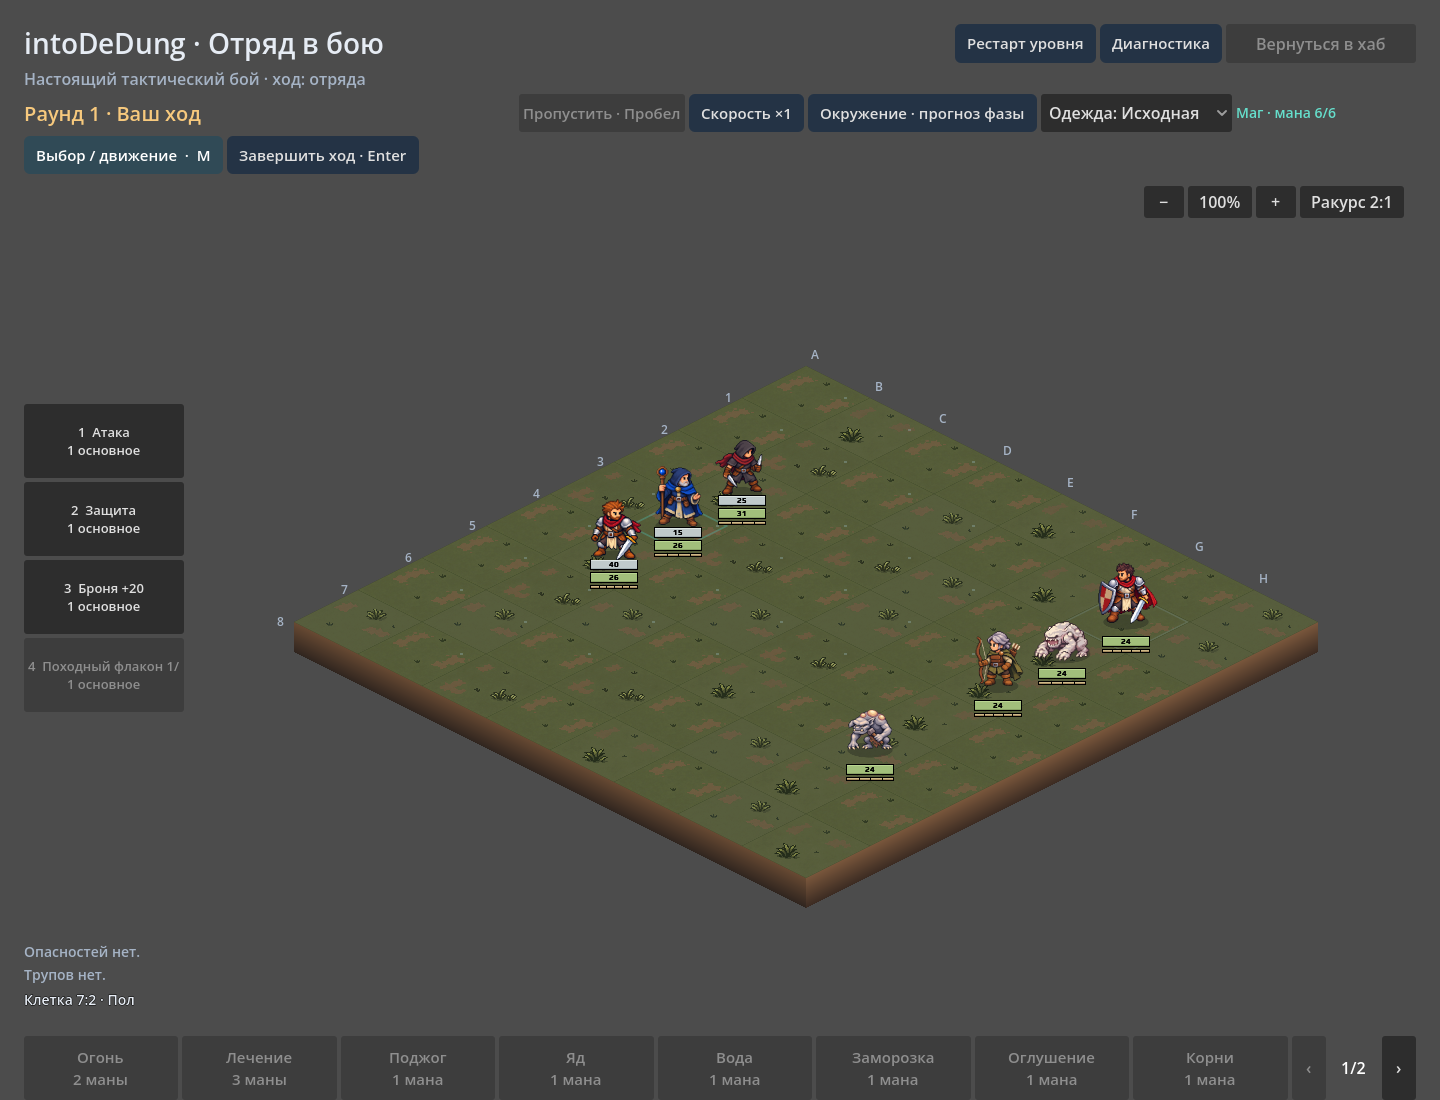 intoDeDung · Отряд в бою
Рестарт уровня
Диагностика
Вернуться в хаб
Настоящий тактический бой · ход: отряда
Раунд 1 · Ваш ход
Пропустить · Пробел
Скорость ×1
Окружение · прогноз фазы
Одежда: Исходная
Маг · мана 6/6
Выбор / движение · М
Завершить ход · Enter
−
100%
+
Ракурс 2:1
A
B
C
D
E
F
G
H
1
2
3
4
5
6
7
8
25
31
15
26
40
26
24
24
24
24
1 Атака
1 основное
2 Защита
1 основное
3 Броня +20
1 основное
4 Походный флакон 1/
1 основное
Опасностей нет.
Трупов нет.
Клетка 7:2 · Пол
Огонь
2 маны
Лечение
3 маны
Поджог
1 мана
Яд
1 мана
Вода
1 мана
Заморозка
1 мана
Оглушение
1 мана
Корни
1 мана
‹
1/2
›